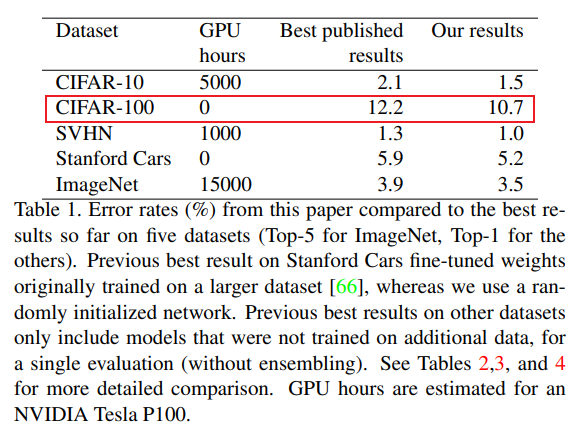 Dataset GPU Best published Our results
hours results
CIFAR-10 5000 2.1 1.5
CIFAR-100 0 12.2 10.7
SVHN 1000 1.3 1.0
Stanford Cars 0 5.9 5.2
ImageNet 15000 3.9 3.5
Table 1. Error rates (%) from this paper compared to the best re-
sults so far on five datasets (Top-5 for ImageNet, Top-1 for the
others). Previous best result on Stanford Cars fine-tuned weights
originally trained on a larger dataset [66], whereas we use a ran-
domly initialized network. Previous best results on other datasets
only include models that were not trained on additional data, for
a single evaluation (without ensembling). See Tables 2,3, and 4
for more detailed comparison. GPU hours are estimated for an
NVIDIA Tesla P100.